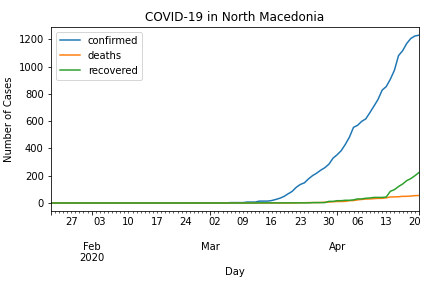 COVID-19 in North Macedonia
confirmed
deaths
recovered
Number of Cases
1200
1000
800
600
400
200
0
27 03 10 17 24 02 09 16 23 30 06 13 20
Feb Mar Apr
2020
Day